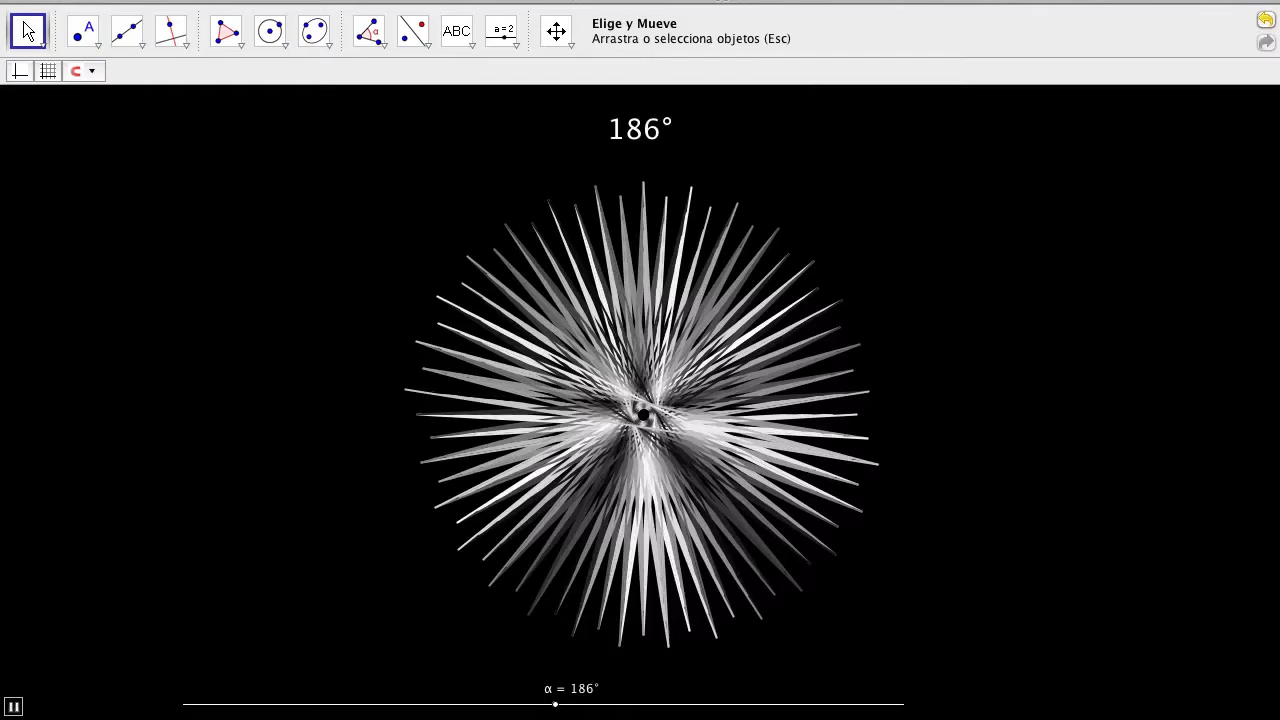 A
α
ABC
a=2
Elige y Mueve
Arrastra o selecciona objetos (Esc)
186°
α = 186°